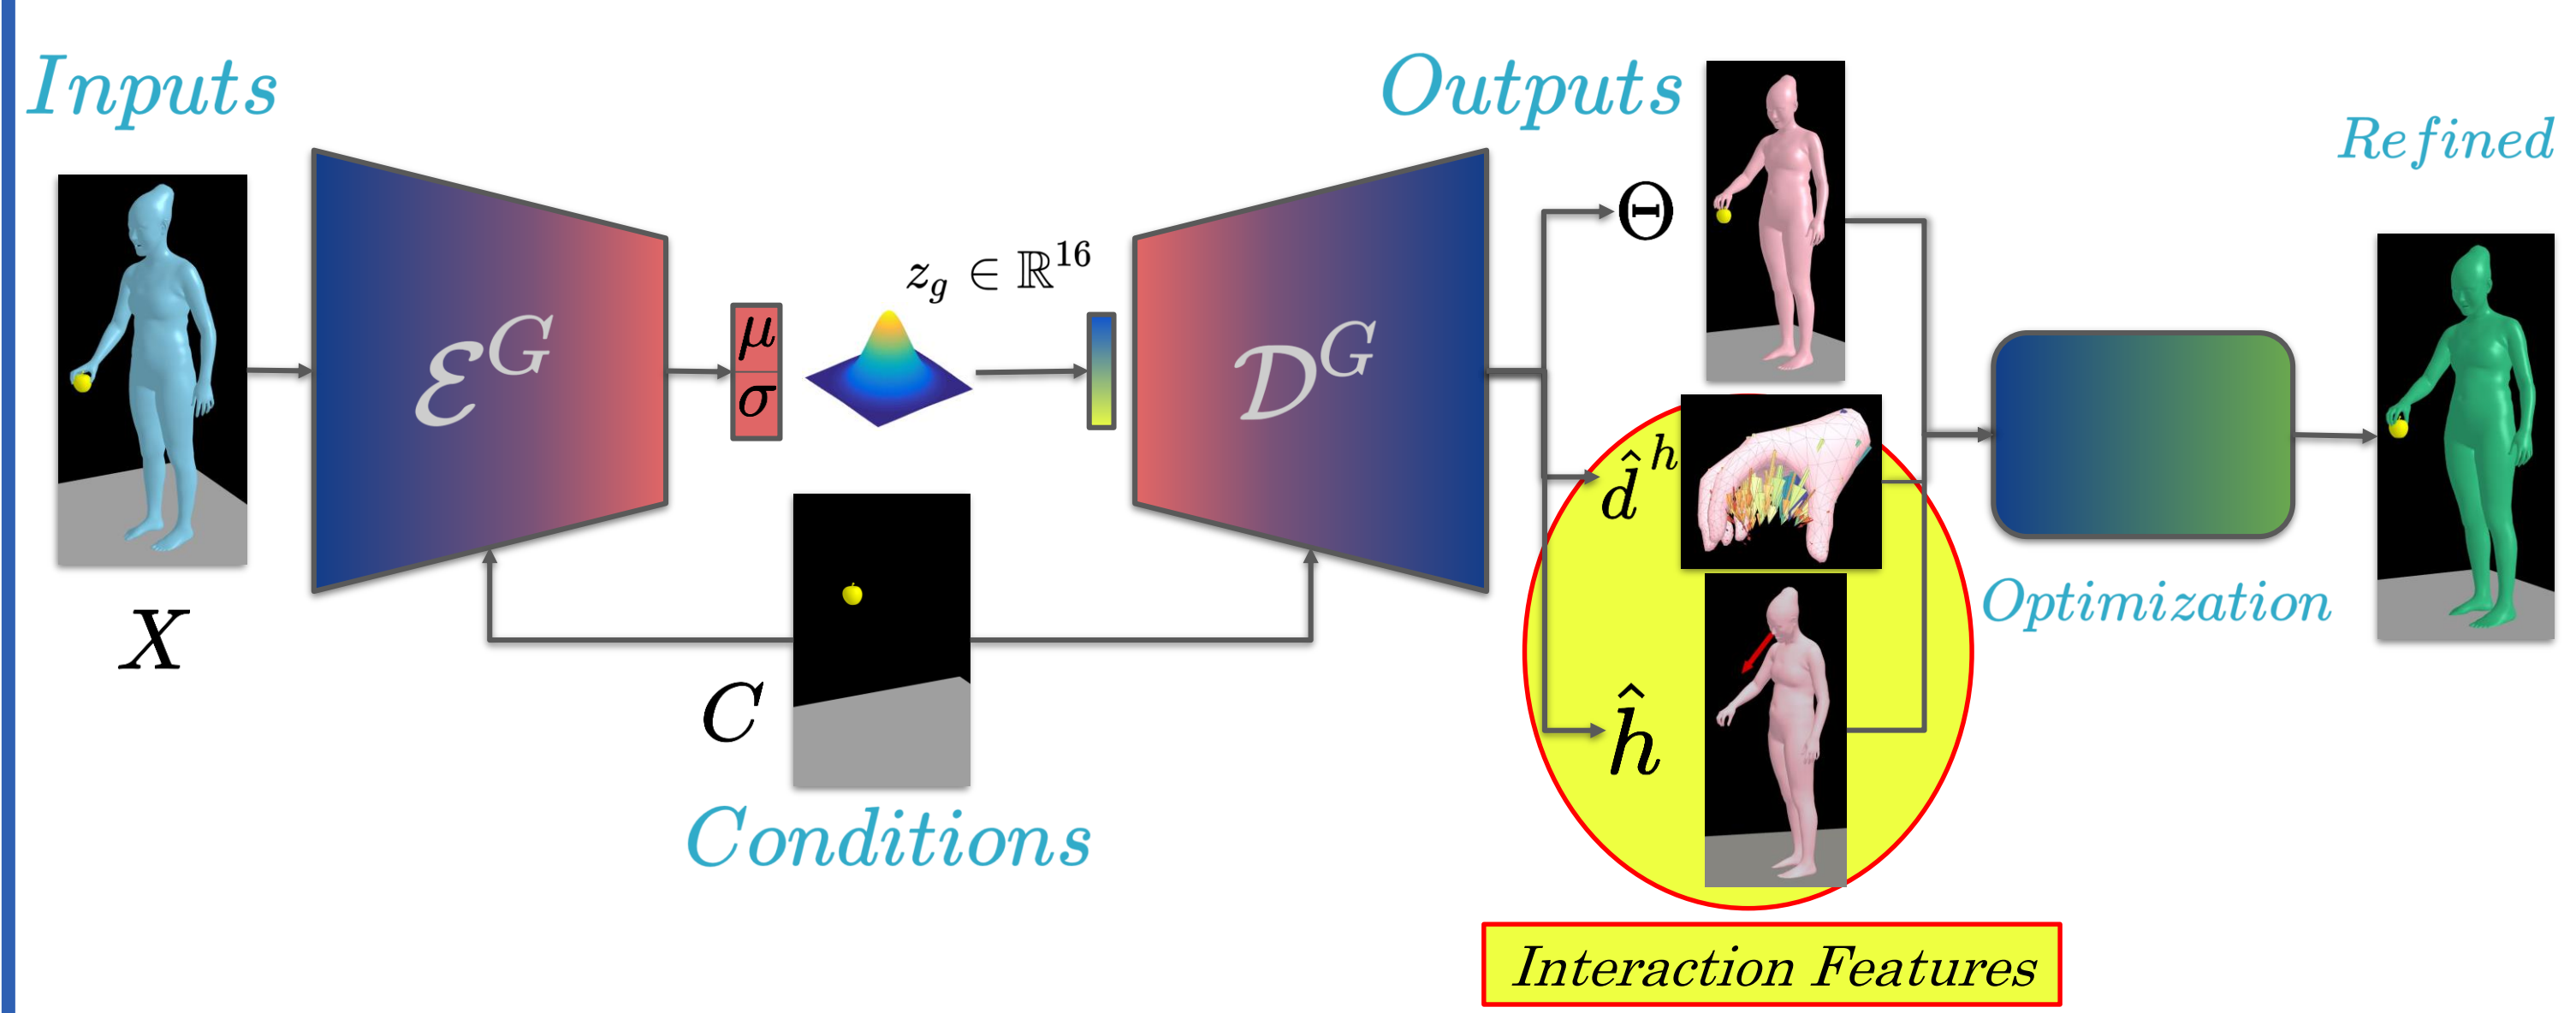 Inputs
X
ℰ^G
μ
σ
z_g ∈ ℝ^16
C
Conditions
𝒟^G
Outputs
Θ
d̂^h
ĥ
Interaction Features
Optimization
Refined